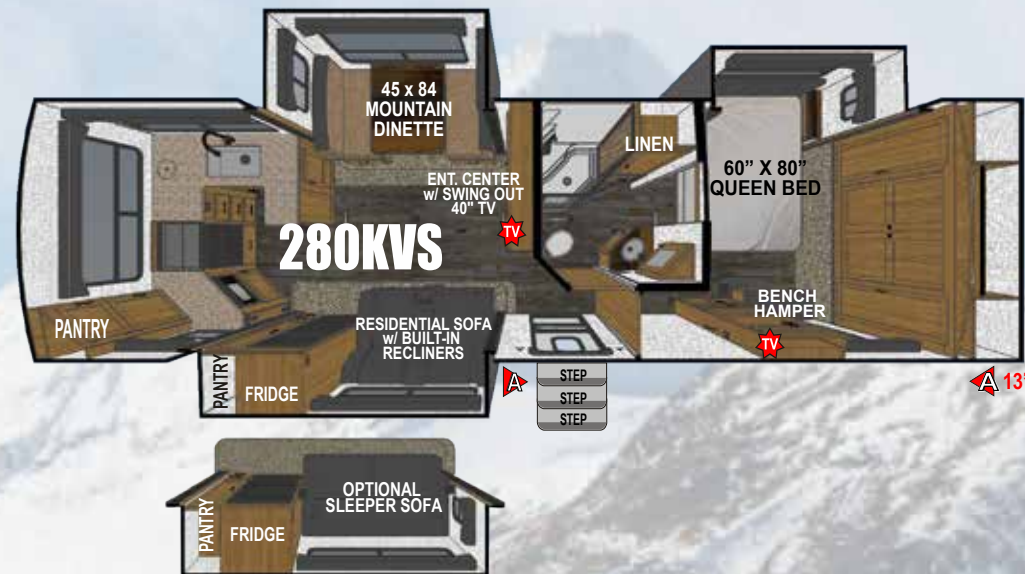 45 x 84
MOUNTAIN
DINETTE
LINEN
ENT. CENTER
w/ SWING OUT
40" TV
TV
60” X 80”
QUEEN BED
280KVS
BENCH
HAMPER
TV
PANTRY
RESIDENTIAL SOFA
w/ BUILT-IN
RECLINERS
PANTRY
FRIDGE
A
STEP
STEP
STEP
A 13'
OPTIONAL
SLEEPER SOFA
PANTRY
FRIDGE